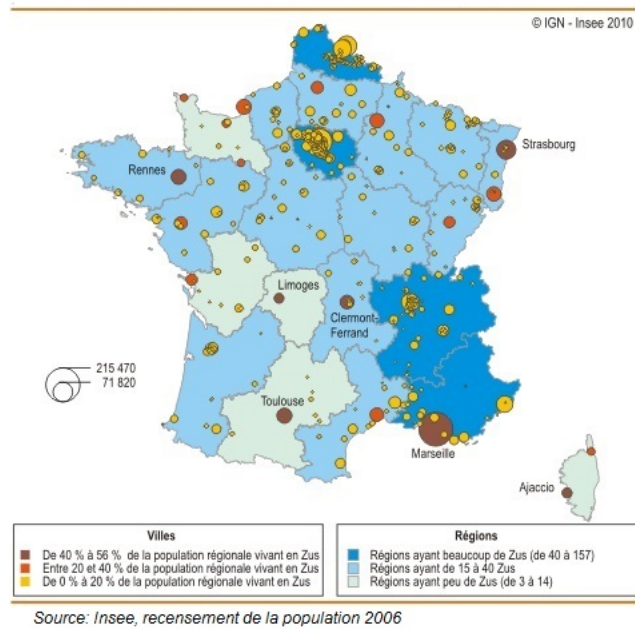 © IGN - Insee 2010
Strasbourg
Rennes
Limoges
Clermont-
Ferrand
215 470
71 820
Toulouse
Marseille
Ajaccio
Villes
De 40 % à 56 % de la population régionale vivant en Zus
Entre 20 et 40 % de la population régionale vivant en Zus
De 0 % à 20 % de la population régionale vivant en Zus
Régions
Régions ayant beaucoup de Zus (de 40 à 157)
Régions ayant de 15 à 40 Zus
Régions ayant peu de Zus (de 3 à 14)
Source: Insee, recensement de la population 2006